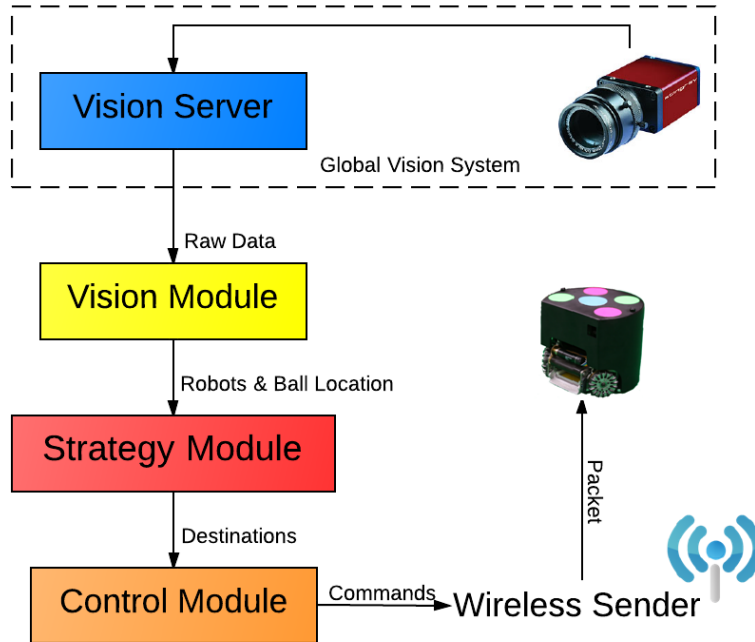 Vision Server
Global Vision System
Raw Data
Vision Module
Robots & Ball Location
Strategy Module
Destinations
Control Module
Commands
Wireless Sender
Packet